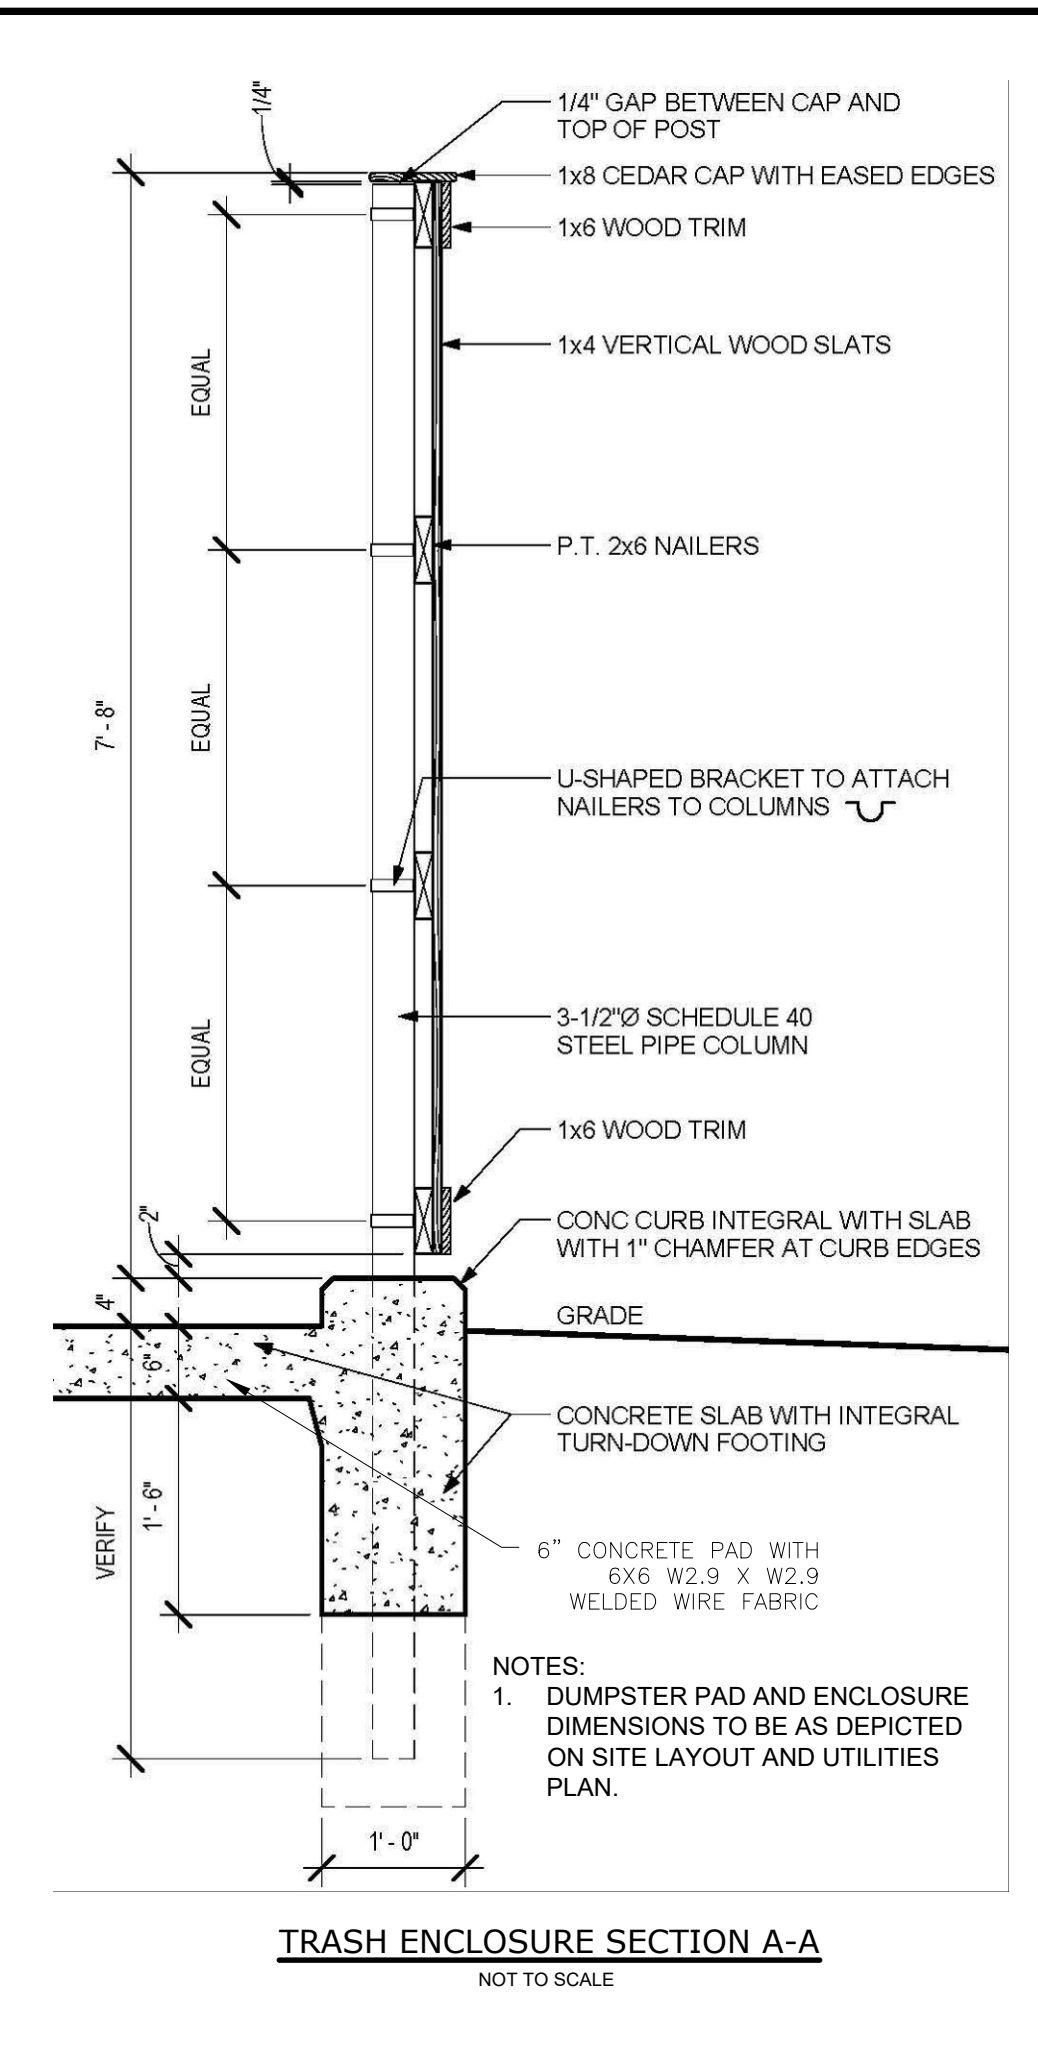 1/4"
1/4" GAP BETWEEN CAP AND
TOP OF POST
1x8 CEDAR CAP WITH EASED EDGES
1x6 WOOD TRIM
1x4 VERTICAL WOOD SLATS
EQUAL
P.T. 2x6 NAILERS
7' - 8"
EQUAL
U-SHAPED BRACKET TO ATTACH
NAILERS TO COLUMNS
3-1/2"Ø SCHEDULE 40
STEEL PIPE COLUMN
EQUAL
1x6 WOOD TRIM
2"
CONC CURB INTEGRAL WITH SLAB
WITH 1" CHAMFER AT CURB EDGES
4"
GRADE
6"
CONCRETE SLAB WITH INTEGRAL
TURN-DOWN FOOTING
1' - 6"
VERIFY
6” CONCRETE PAD WITH
6X6 W2.9 X W2.9
WELDED WIRE FABRIC
NOTES:
1. DUMPSTER PAD AND ENCLOSURE
DIMENSIONS TO BE AS DEPICTED
ON SITE LAYOUT AND UTILITIES
PLAN.
1' - 0"
TRASH ENCLOSURE SECTION A-A
NOT TO SCALE